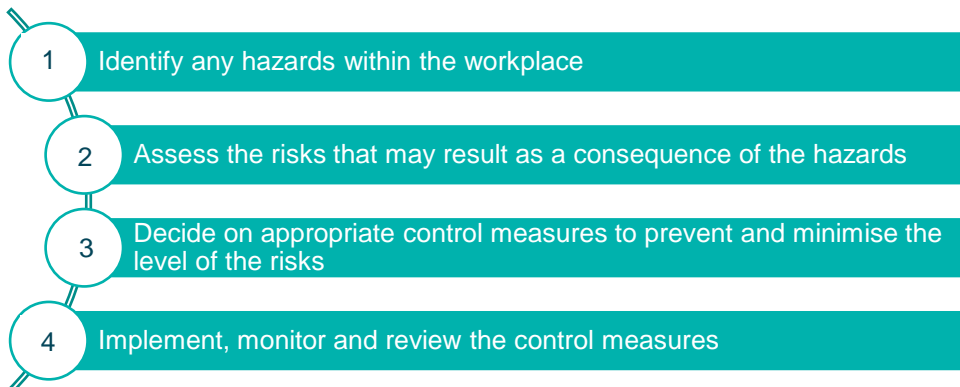 1
Identify any hazards within the workplace
2
Assess the risks that may result as a consequence of the hazards
3
Decide on appropriate control measures to prevent and minimise the
level of the risks
4
Implement, monitor and review the control measures